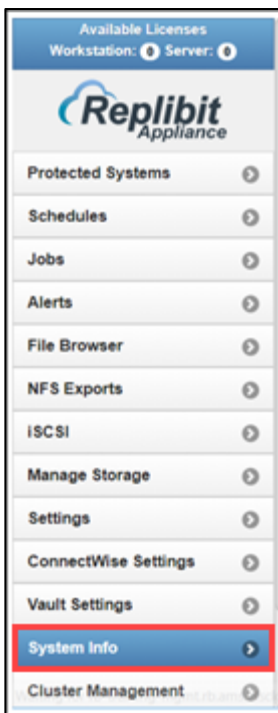 Available Licenses
Workstation: 0 Server: 0
Replibit
Appliance
Protected Systems
Schedules
Jobs
Alerts
File Browser
NFS Exports
iSCSI
Manage Storage
Settings
ConnectWise Settings
Vault Settings
System Info
Cluster Management